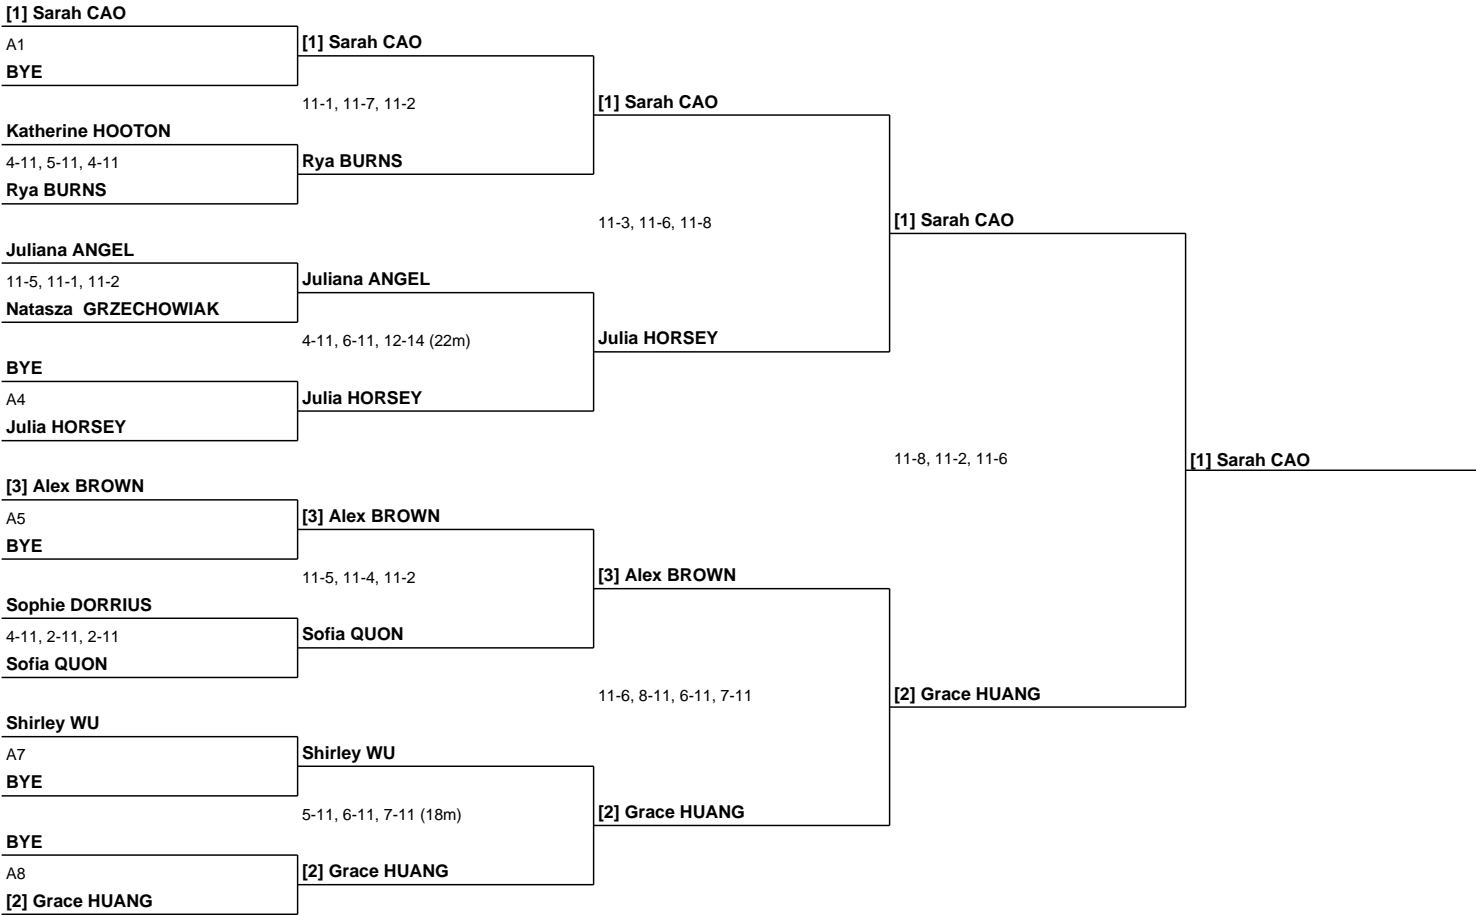 [1] Sarah CAO
A1
BYE
Katherine HOOTON
4-11, 5-11, 4-11
Rya BURNS
Juliana ANGEL
11-5, 11-1, 11-2
Natasza  GRZECHOWIAK
BYE
A4
Julia HORSEY
[3] Alex BROWN
A5
BYE
Sophie DORRIUS
4-11, 2-11, 2-11
Sofia QUON
Shirley WU
A7
BYE
BYE
A8
[2] Grace HUANG
[1] Sarah CAO
11-1, 11-7, 11-2
Rya BURNS
Juliana ANGEL
4-11, 6-11, 12-14 (22m)
Julia HORSEY
[3] Alex BROWN
11-5, 11-4, 11-2
Sofia QUON
Shirley WU
5-11, 6-11, 7-11 (18m)
[2] Grace HUANG
[1] Sarah CAO
11-3, 11-6, 11-8
Julia HORSEY
[3] Alex BROWN
11-6, 8-11, 6-11, 7-11
[2] Grace HUANG
[1] Sarah CAO
11-8, 11-2, 11-6
[2] Grace HUANG
[1] Sarah CAO